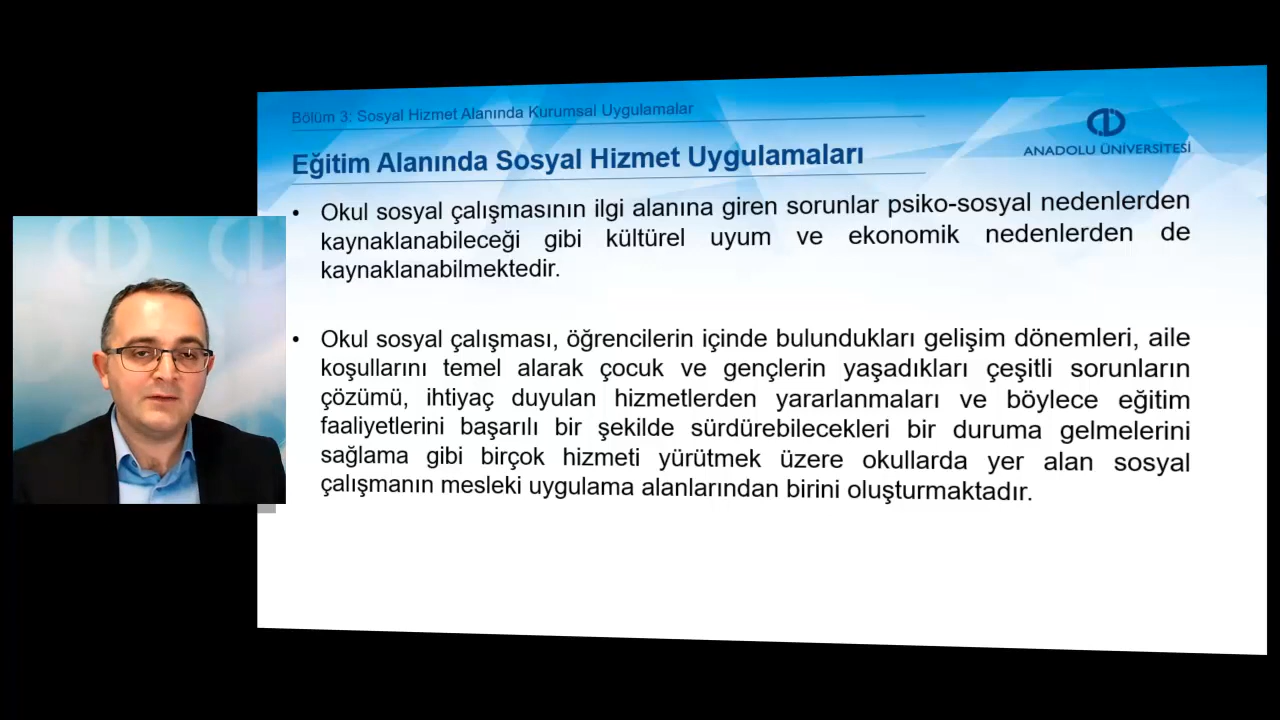 Bölüm 3: Sosyal Hizmet Alanında Kurumsal Uygulamalar
ANADOLU ÜNİVERSİTESİ
Eğitim Alanında Sosyal Hizmet Uygulamaları
• Okul sosyal çalışmasının ilgi alanına giren sorunlar psiko-sosyal nedenlerden
kaynaklanabileceği gibi kültürel uyum ve ekonomik nedenlerden de
kaynaklanabilmektedir.
• Okul sosyal çalışması, öğrencilerin içinde bulundukları gelişim dönemleri, aile
koşullarını temel alarak çocuk ve gençlerin yaşadıkları çeşitli sorunların
çözümü, ihtiyaç duyulan hizmetlerden yararlanmaları ve böylece eğitim
faaliyetlerini başarılı bir şekilde sürdürebilecekleri bir duruma gelmelerini
sağlama gibi birçok hizmeti yürütmek üzere okullarda yer alan sosyal
çalışmanın mesleki uygulama alanlarından birini oluşturmaktadır.